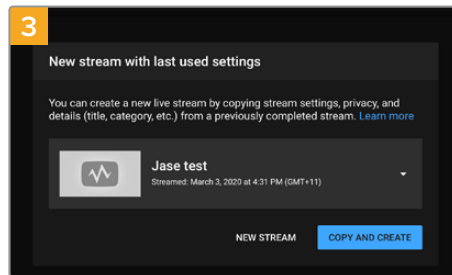 3
New stream with last used settings
You can create a new live stream by copying stream settings, privacy, and
details (title, category, etc.) from a previously completed stream. Learn more
Jase test
Streamed: March 3, 2020 at 4:31 PM (GMT+11)
NEW STREAM
COPY AND CREATE